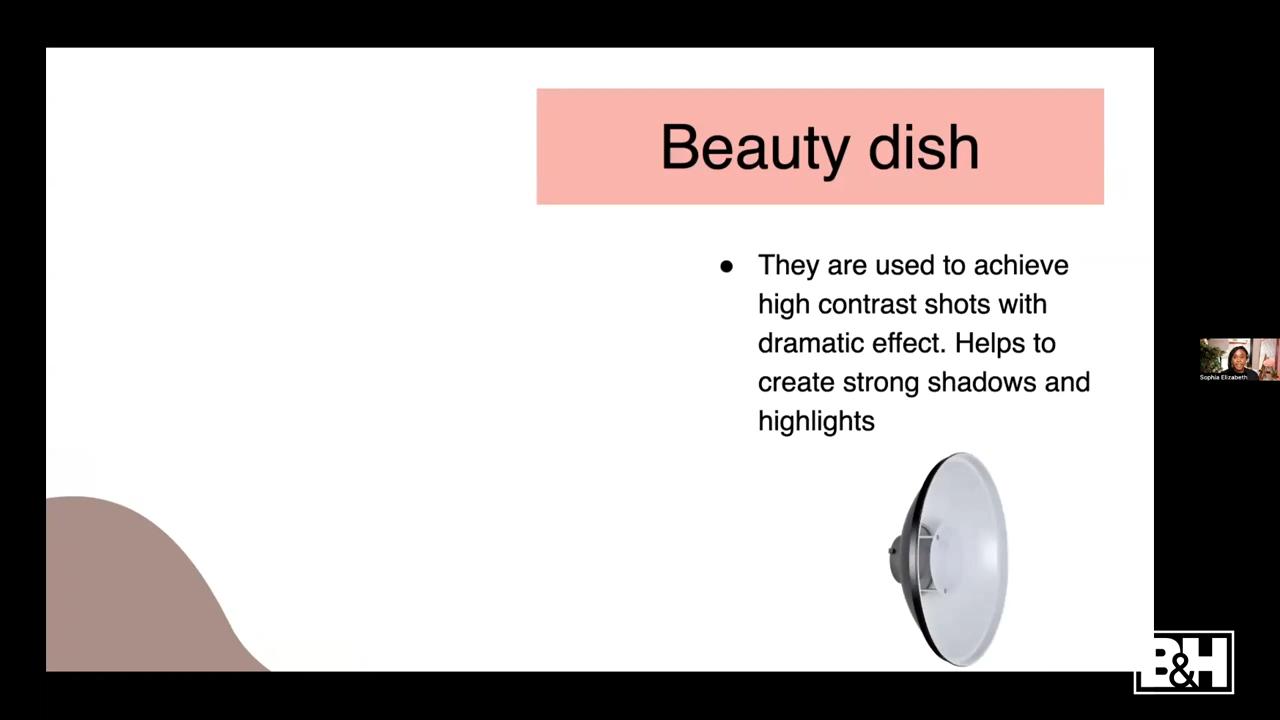 Beauty dish
● They are used to achieve
high contrast shots with
dramatic effect. Helps to
create strong shadows and
highlights
Sophia Elizabeth
B&H